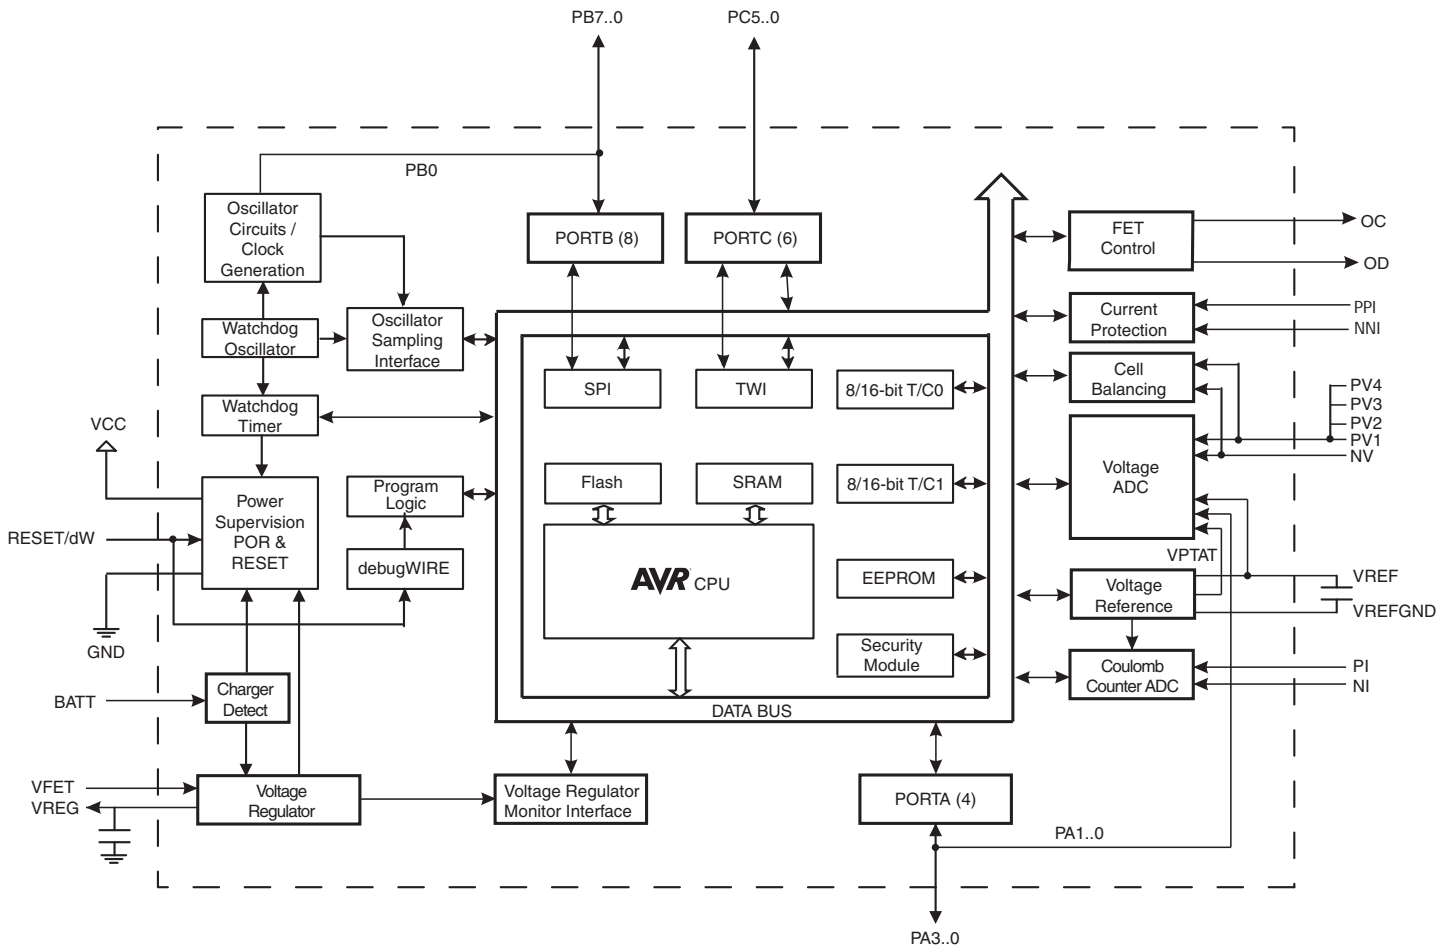 PB7..0
PC5..0
PB0
Oscillator
Circuits /
Clock
Generation
PORTB (8)
PORTC (6)
FET
Control
OC
OD
Watchdog
Oscillator
Oscillator
Sampling
Interface
Current
Protection
PPI
NNI
SPI
TWI
8/16-bit T/C0
Cell
Balancing
PV4
PV3
PV2
PV1
NV
Watchdog
Timer
VCC
Voltage
ADC
Flash
SRAM
8/16-bit T/C1
Program
Logic
Power
Supervision
POR &
RESET
RESET/dW
debugWIRE
VPTAT
AVR CPU
EEPROM
Voltage
Reference
VREF
VREFGND
GND
Security
Module
Coulomb
Counter ADC
PI
NI
BATT
Charger
Detect
DATA BUS
VFET
VREG
Voltage
Regulator
Voltage Regulator
Monitor Interface
PORTA (4)
PA1..0
PA3..0